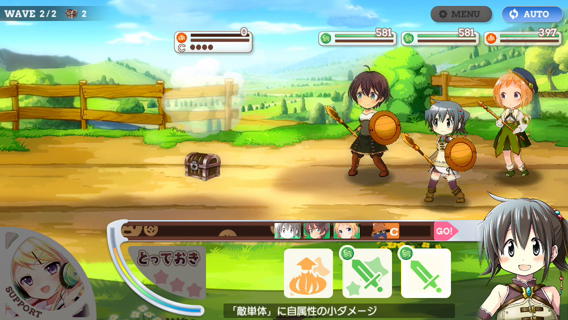 WAVE 2/2 2
MENU
AUTO
0
C
581
581
397
C
GO!
とっておき
SUPPORT
「敵単体」に自属性の小ダメージ